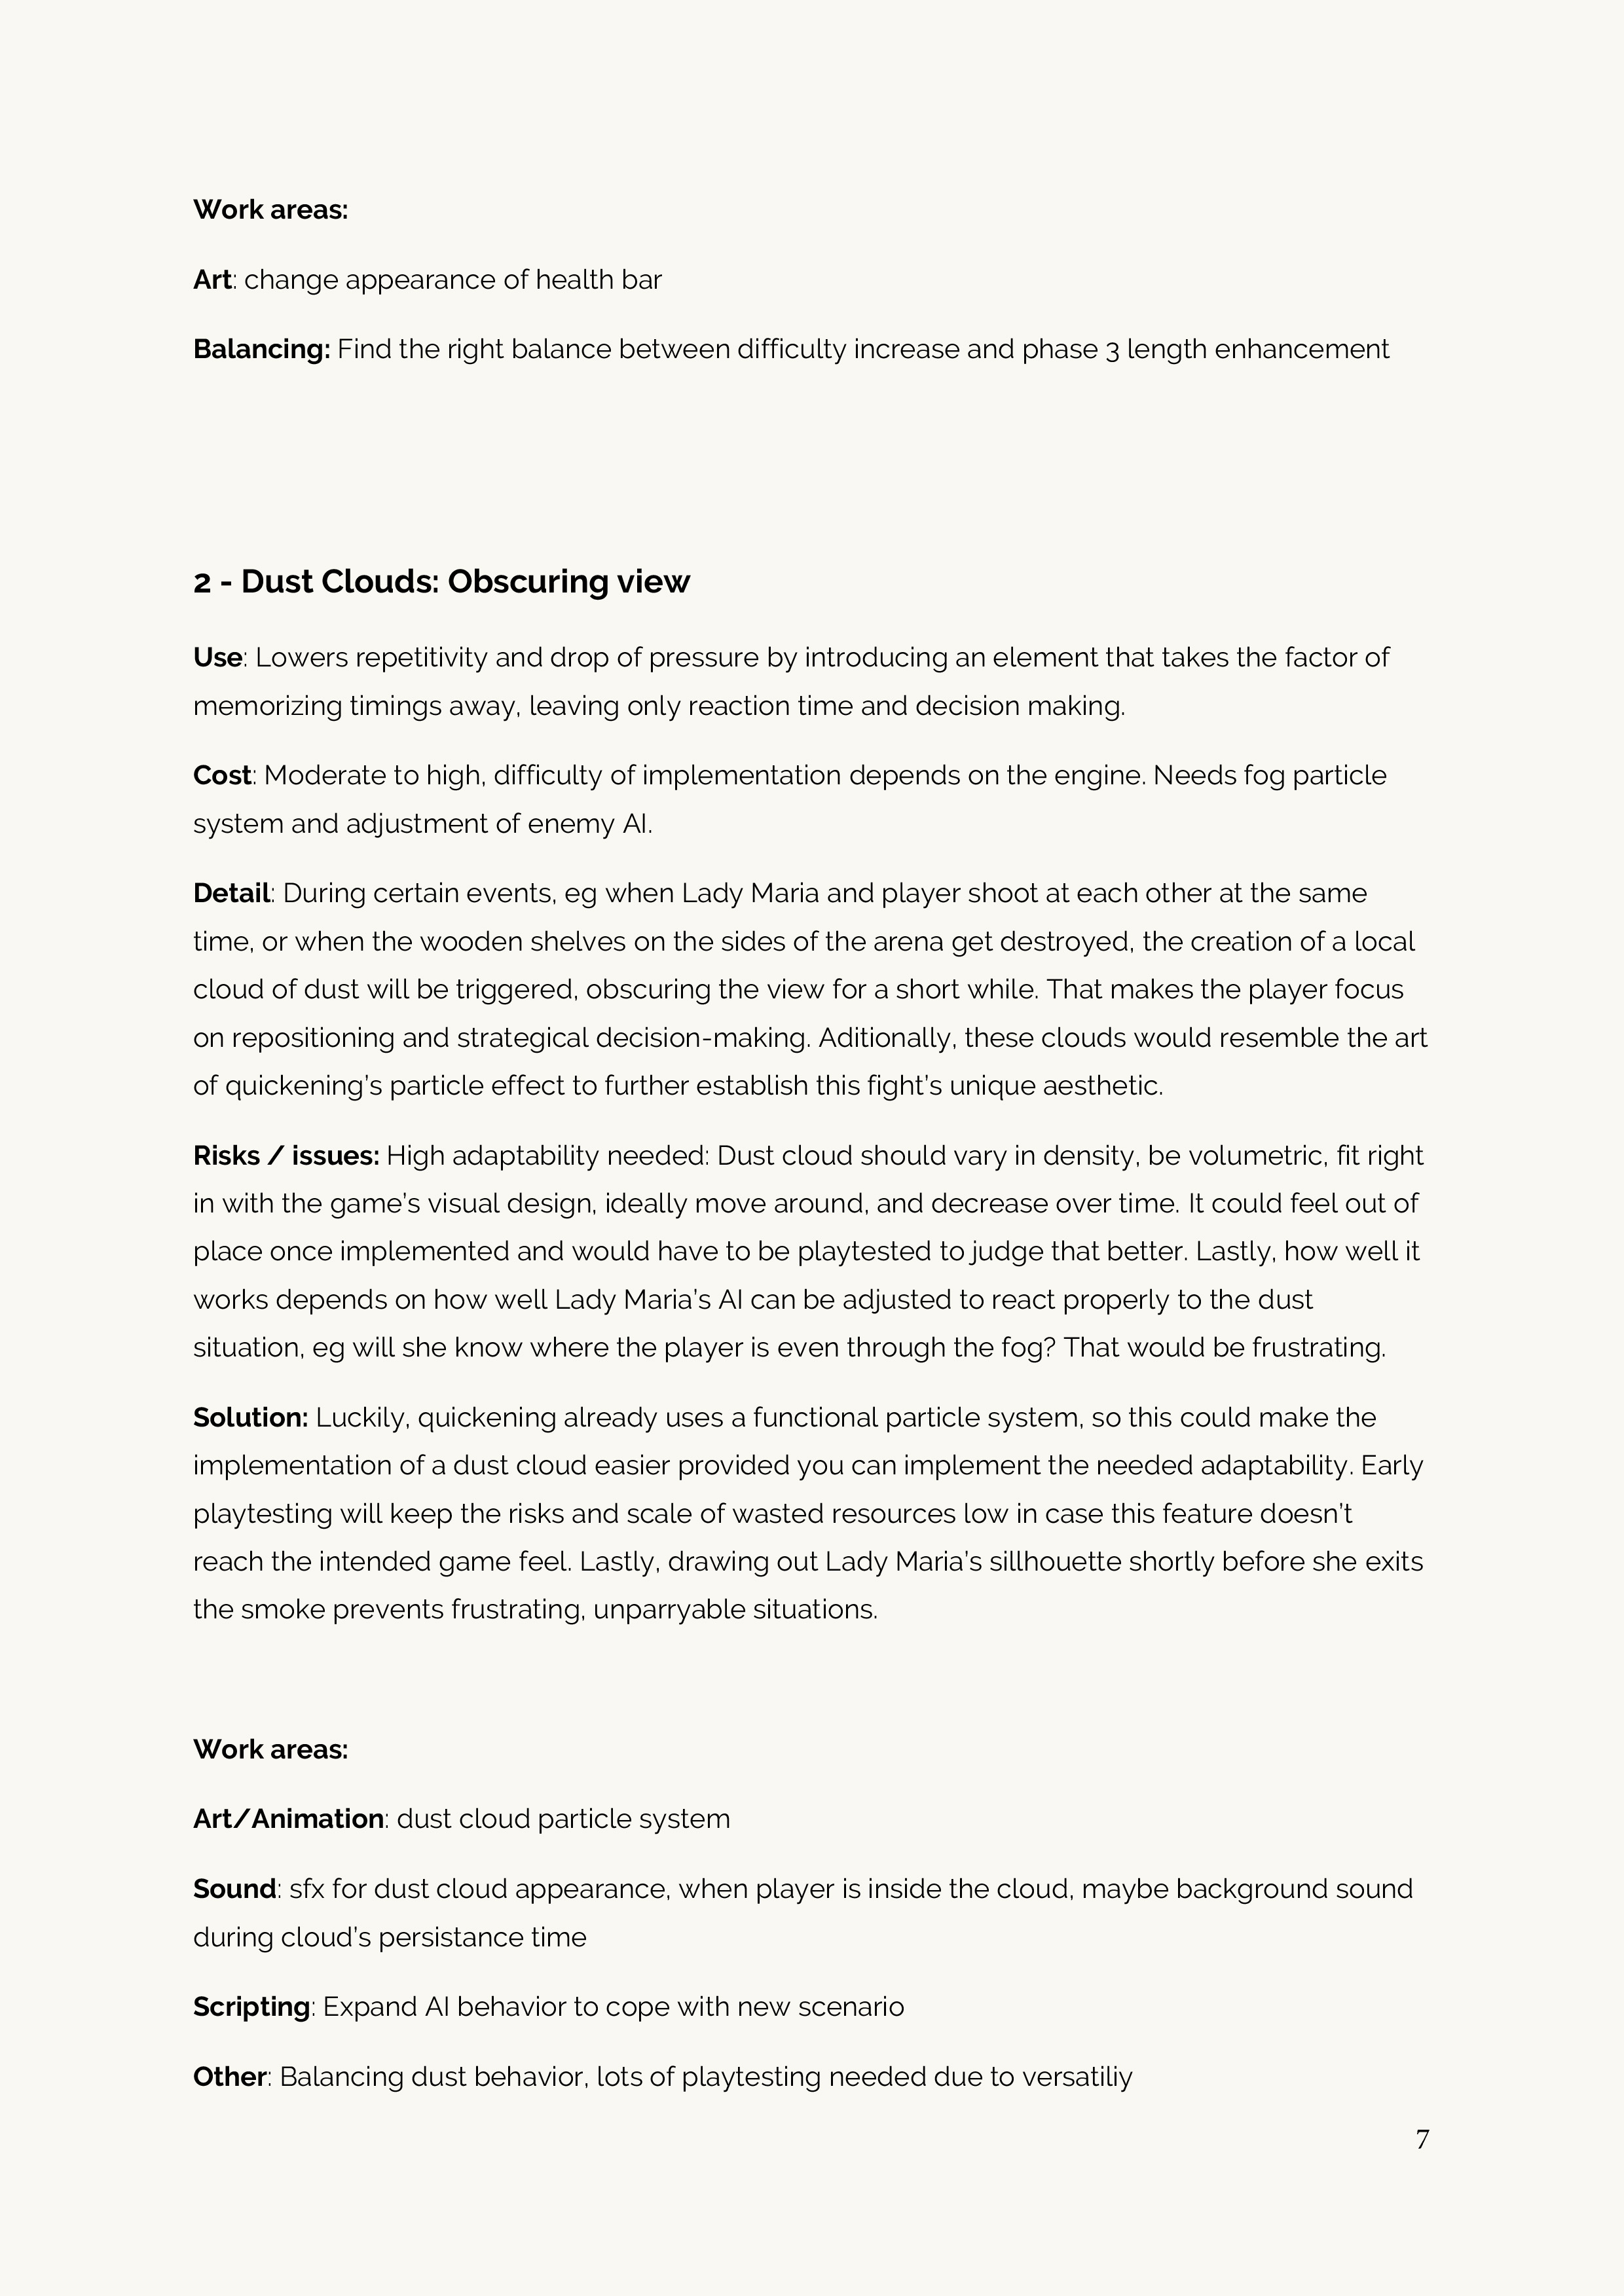 Work areas:
Art: change appearance of health bar
Balancing: Find the right balance between difficulty increase and phase 3 length enhancement
2 - Dust Clouds: Obscuring view
Use: Lowers repetitivity and drop of pressure by introducing an element that takes the factor of
memorizing timings away, leaving only reaction time and decision making.
Cost: Moderate to high, difficulty of implementation depends on the engine. Needs fog particle
system and adjustment of enemy AI.
Detail: During certain events, eg when Lady Maria and player shoot at each other at the same
time, or when the wooden shelves on the sides of the arena get destroyed, the creation of a local
cloud of dust will be triggered, obscuring the view for a short while. That makes the player focus
on repositioning and strategical decision-making. Aditionally, these clouds would resemble the art
of quickening’s particle effect to further establish this fight’s unique aesthetic.
Risks / issues: High adaptability needed: Dust cloud should vary in density, be volumetric, fit right
in with the game’s visual design, ideally move around, and decrease over time. It could feel out of
place once implemented and would have to be playtested to judge that better. Lastly, how well it
works depends on how well Lady Maria’s AI can be adjusted to react properly to the dust
situation, eg will she know where the player is even through the fog? That would be frustrating.
Solution: Luckily, quickening already uses a functional particle system, so this could make the
implementation of a dust cloud easier provided you can implement the needed adaptability. Early
playtesting will keep the risks and scale of wasted resources low in case this feature doesn’t
reach the intended game feel. Lastly, drawing out Lady Maria’s sillhouette shortly before she exits
the smoke prevents frustrating, unparryable situations.
Work areas:
Art/Animation: dust cloud particle system
Sound: sfx for dust cloud appearance, when player is inside the cloud, maybe background sound
during cloud’s persistance time
Scripting: Expand AI behavior to cope with new scenario
Other: Balancing dust behavior, lots of playtesting needed due to versatiliy
7